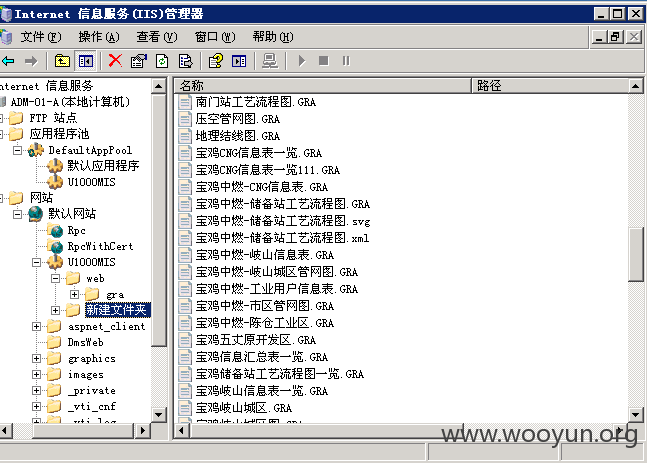 Internet 信息服务(IIS)管理器
文件(F) 操作(A) 查看(V) 窗口(W) 帮助(H)
nternet 信息服务
ADM-01-A(本地计算机)
FTP 站点
应用程序池
DefaultAppPool
默认应用程序
U1000MIS
网站
默认网站
Rpc
RpcWithCert
U1000MIS
web
gra
新建文件夹
aspnet_client
DmsWeb
graphics
images
_private
_vti_cnf
_vti_log
名称 路径
南门站工艺流程图.GRA
压空管网图.GRA
地理结线图.GRA
宝鸡CNG信息表一览.GRA
宝鸡CNG信息表一览111.GRA
宝鸡中燃-CNG信息表.GRA
宝鸡中燃-储备站工艺流程图.GRA
宝鸡中燃-储备站工艺流程图.svg
宝鸡中燃-储备站工艺流程图.xml
宝鸡中燃-岐山信息表.GRA
宝鸡中燃-岐山城区管网图.GRA
宝鸡中燃-工业用户信息表.GRA
宝鸡中燃-市区管网图.GRA
宝鸡中燃-陈仓工业区.GRA
宝鸡五丈原开发区.GRA
宝鸡信息汇总表一览.GRA
宝鸡储备站工艺流程图一览.GRA
宝鸡岐山信息表一览.GRA
宝鸡岐山城区.GRA
www.wooyun.org